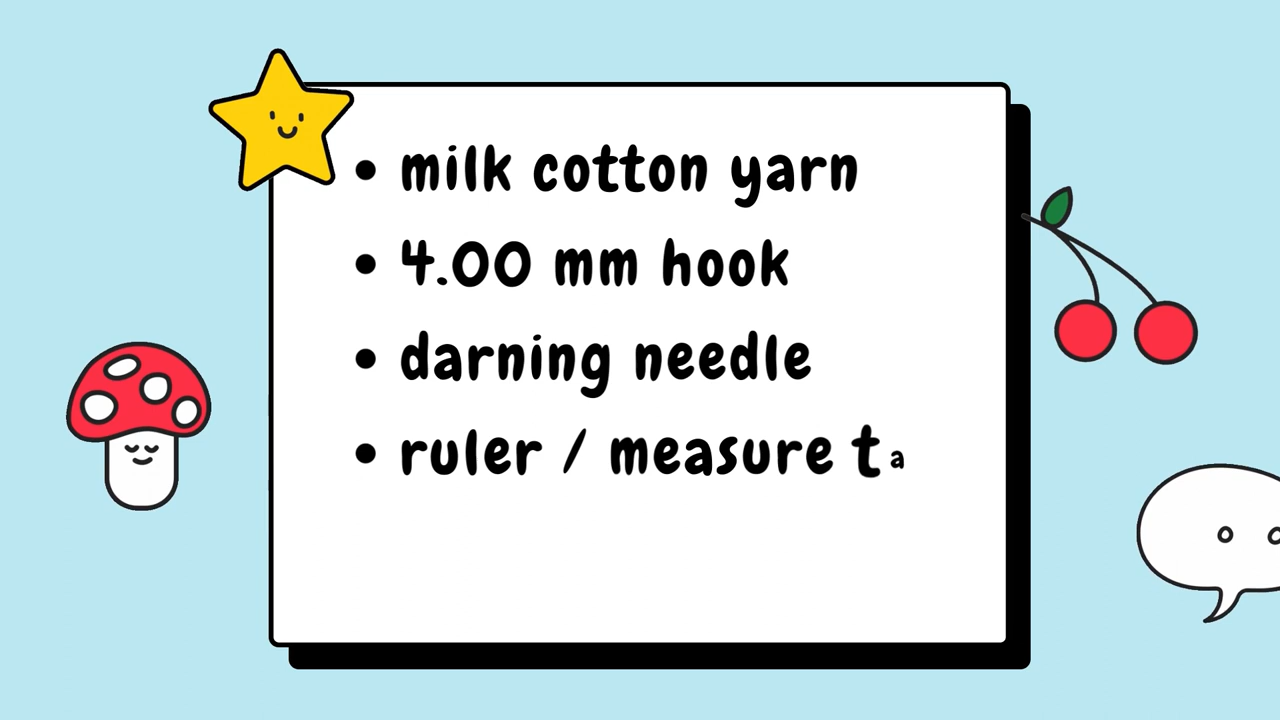 • milk cotton yarn
• 4.00 mm hook
• darning needle
• ruler / measure ta